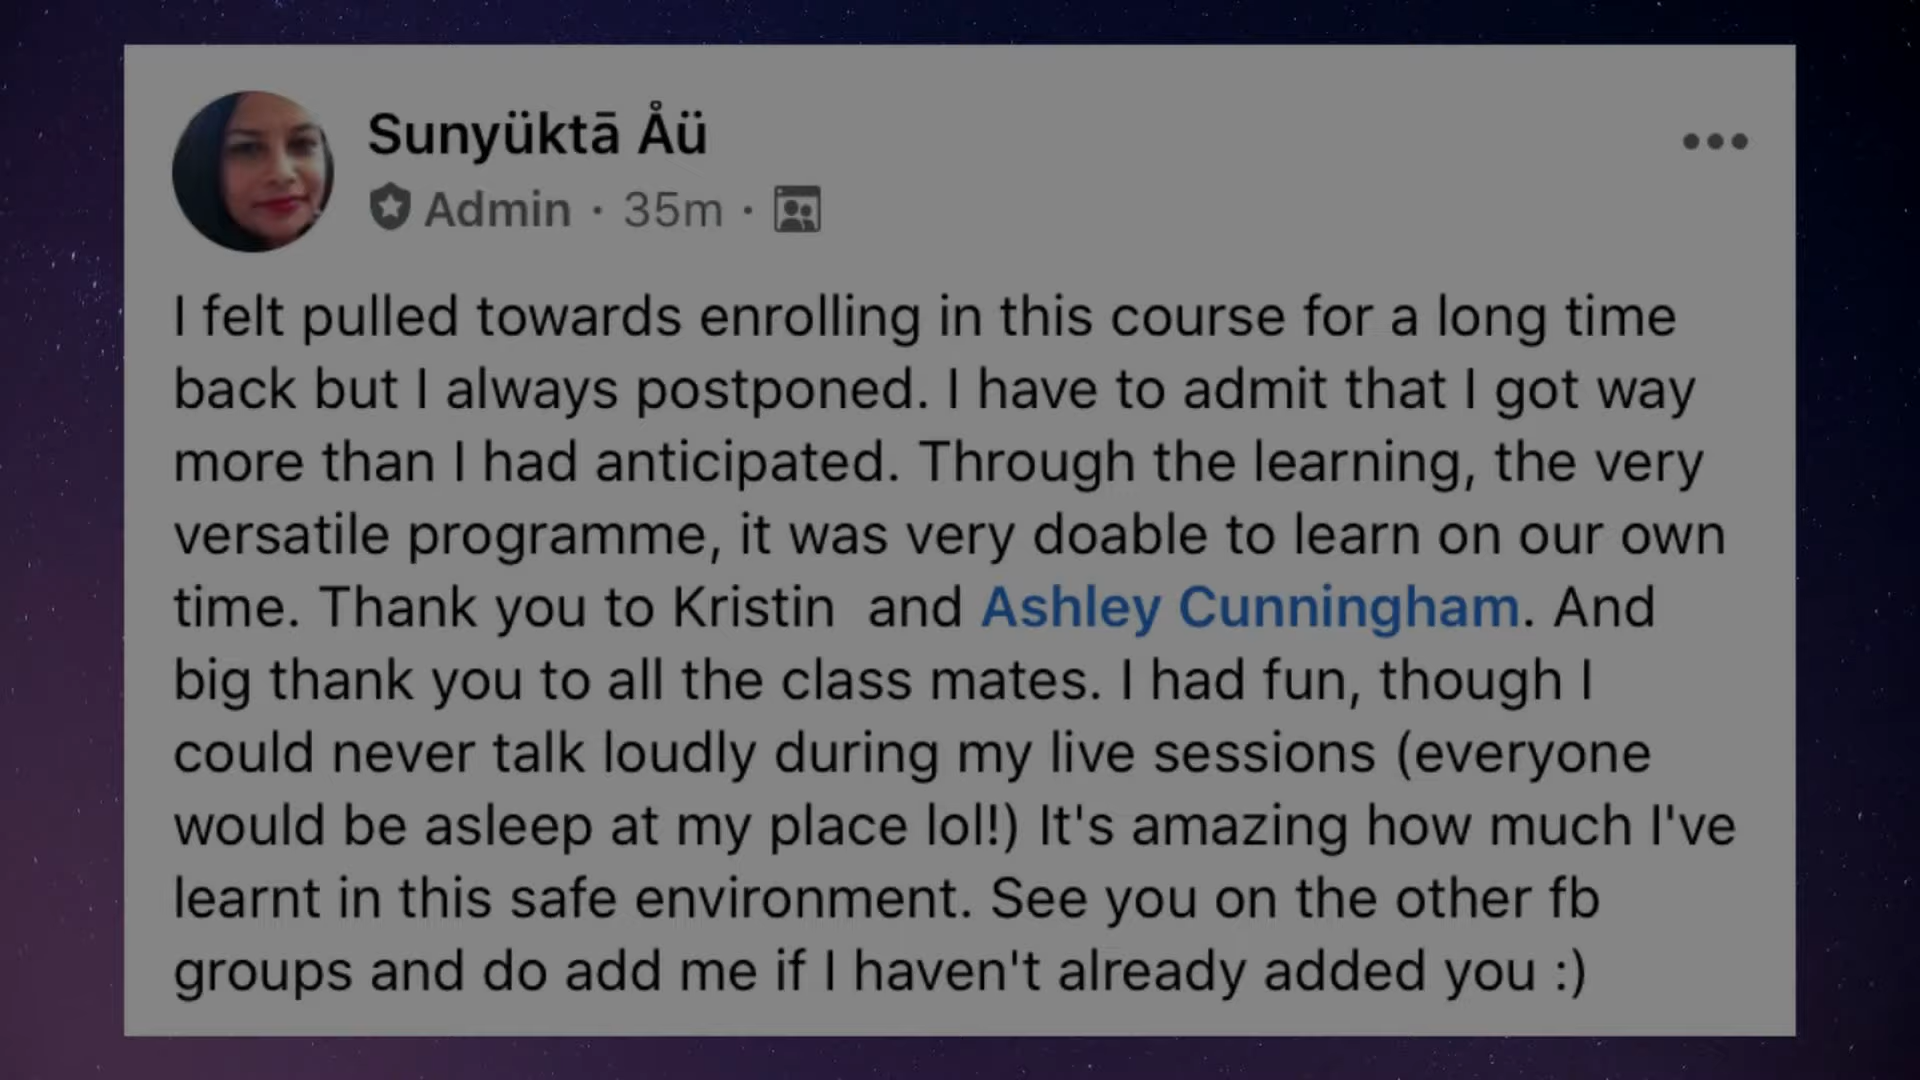 Sunyüktā Åü
Admin · 35m ·
I felt pulled towards enrolling in this course for a long time
back but I always postponed. I have to admit that I got way
more than I had anticipated. Through the learning, the very
versatile programme, it was very doable to learn on our own
time. Thank you to Kristin  and Ashley Cunningham. And
big thank you to all the class mates. I had fun, though I
could never talk loudly during my live sessions (everyone
would be asleep at my place lol!) It's amazing how much I've
learnt in this safe environment. See you on the other fb
groups and do add me if I haven't already added you :)